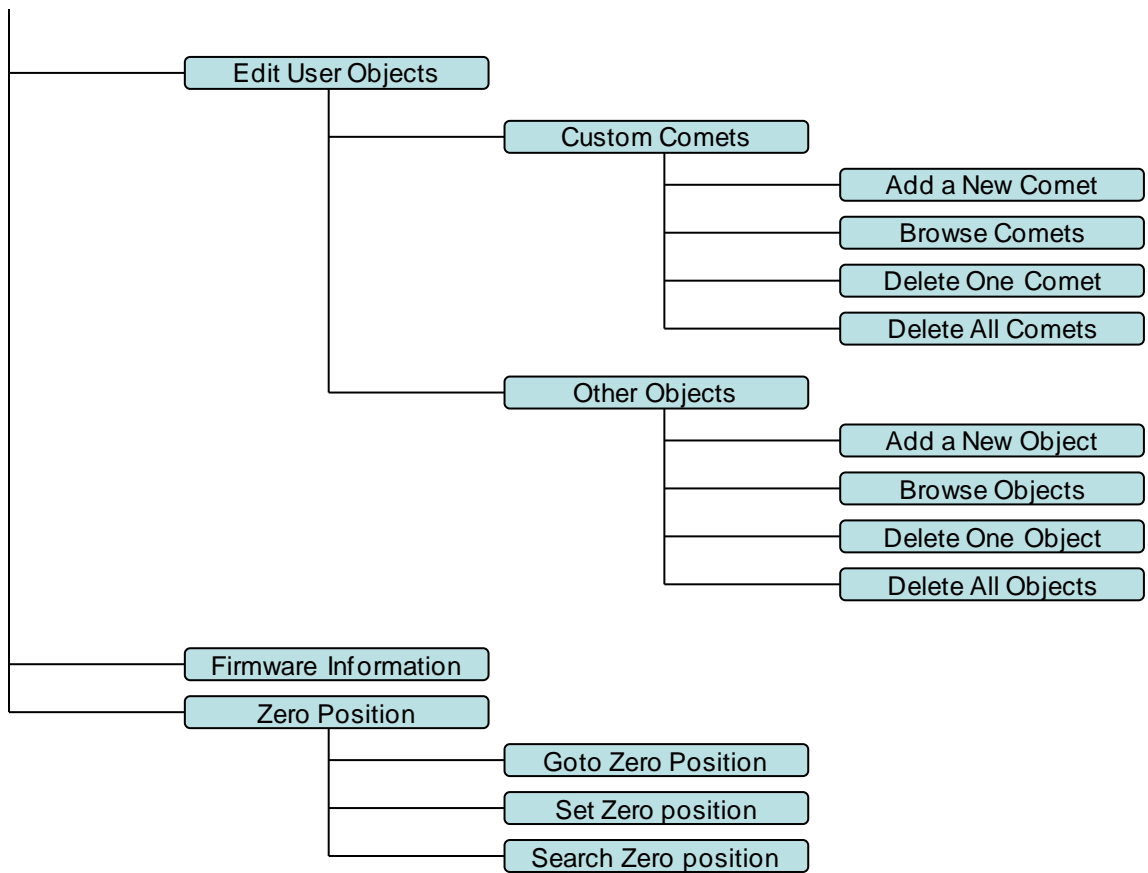 Edit User Objects
Custom Comets
Add a New Comet
Browse Comets
Delete One Comet
Delete All Comets
Other Objects
Add a New Object
Browse Objects
Delete One Object
Delete All Objects
Firmware Information
Zero Position
Goto Zero Position
Set Zero position
Search Zero position